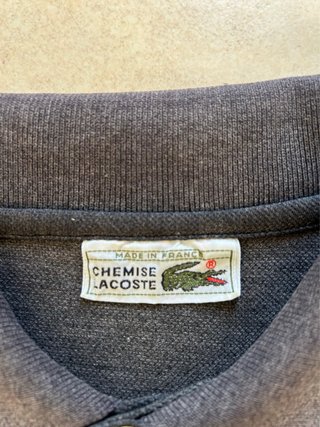 MADE IN FRANCE
CHEMISE ®
LACOSTE